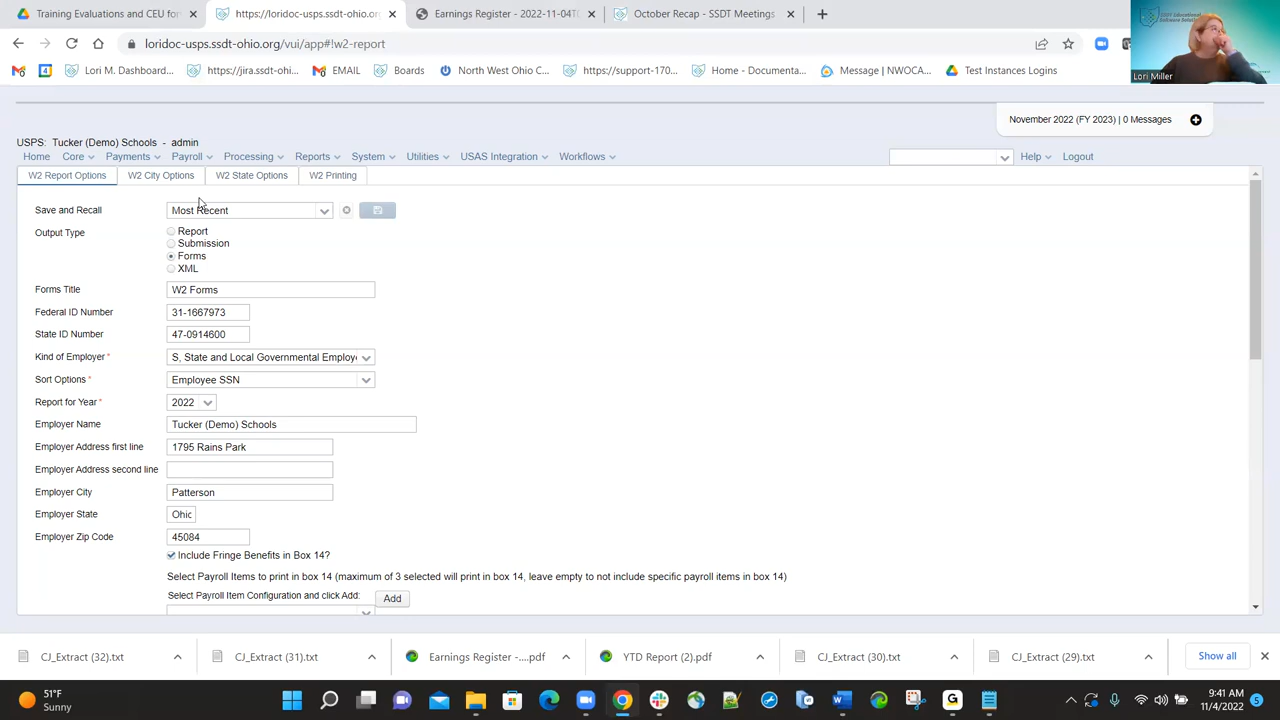 Training Evaluations and CEU for
https://loridoc-usps.ssdt-ohio.org/
Earnings Register - 2022-11-04T0
October Recap - SSDT Meetings
loridoc-usps.ssdt-ohio.org/vui/app#!w2-report
Lori M. Dashboard...
https://jira.ssdt-ohi...
EMAIL
Boards
North West Ohio C...
https://support-170...
Home - Documenta...
Message | NWOCA...
Test Instances Logins
Lori Miller
November 2022 (FY 2023) | 0 Messages
USPS: Tucker (Demo) Schools - admin
Home Core Payments Payroll Processing Reports System Utilities USAS Integration Workflows Help Logout
W2 Report Options W2 City Options W2 State Options W2 Printing
Save and Recall Most Recent
Output Type Report
Submission
Forms
XML
Forms Title W2 Forms
Federal ID Number 31-1667973
State ID Number 47-0914600
Kind of Employer * S, State and Local Governmental Employe
Sort Options * Employee SSN
Report for Year * 2022
Employer Name Tucker (Demo) Schools
Employer Address first line 1795 Rains Park
Employer Address second line
Employer City Patterson
Employer State Ohio
Employer Zip Code 45084
Include Fringe Benefits in Box 14?
Select Payroll Items to print in box 14 (maximum of 3 selected will print in box 14, leave empty to not include specific payroll items in box 14)
Select Payroll Item Configuration and click Add: Add
CJ_Extract (32).txt
CJ_Extract (31).txt
Earnings Register -....pdf
YTD Report (2).pdf
CJ_Extract (30).txt
CJ_Extract (29).txt
Show all
51°F
Sunny
9:41 AM
11/4/2022
5